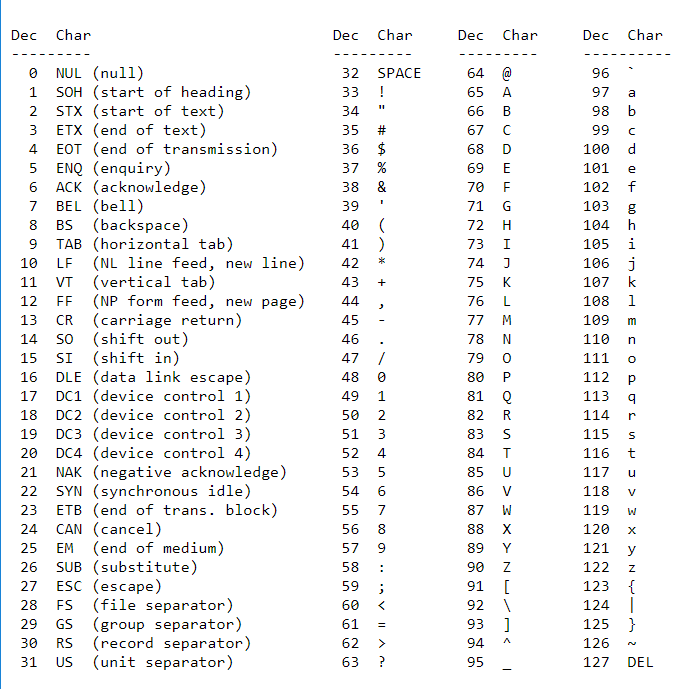 Dec  Char                           Dec  Char     Dec  Char     Dec  Char
---------                           ---------     ---------     ----------
  0  NUL (null)                      32  SPACE     64  @         96  `
  1  SOH (start of heading)          33  !         65  A         97  a
  2  STX (start of text)             34  "         66  B         98  b
  3  ETX (end of text)               35  #         67  C         99  c
  4  EOT (end of transmission)       36  $         68  D        100  d
  5  ENQ (enquiry)                   37  %         69  E        101  e
  6  ACK (acknowledge)               38  &         70  F        102  f
  7  BEL (bell)                      39  '         71  G        103  g
  8  BS  (backspace)                 40  (         72  H        104  h
  9  TAB (horizontal tab)            41  )         73  I        105  i
 10  LF  (NL line feed, new line)    42  *         74  J        106  j
 11  VT  (vertical tab)              43  +         75  K        107  k
 12  FF  (NP form feed, new page)    44  ,         76  L        108  l
 13  CR  (carriage return)           45  -         77  M        109  m
 14  SO  (shift out)                 46  .         78  N        110  n
 15  SI  (shift in)                  47  /         79  O        111  o
 16  DLE (data link escape)          48  0         80  P        112  p
 17  DC1 (device control 1)          49  1         81  Q        113  q
 18  DC2 (device control 2)          50  2         82  R        114  r
 19  DC3 (device control 3)          51  3         83  S        115  s
 20  DC4 (device control 4)          52  4         84  T        116  t
 21  NAK (negative acknowledge)      53  5         85  U        117  u
 22  SYN (synchronous idle)          54  6         86  V        118  v
 23  ETB (end of trans. block)       55  7         87  W        119  w
 24  CAN (cancel)                    56  8         88  X        120  x
 25  EM  (end of medium)             57  9         89  Y        121  y
 26  SUB (substitute)                58  :         90  Z        122  z
 27  ESC (escape)                    59  ;         91  [        123  {
 28  FS  (file separator)            60  <         92  \        124  |
 29  GS  (group separator)           61  =         93  ]        125  }
 30  RS  (record separator)          62  >         94  ^        126  ~
 31  US  (unit separator)            63  ?         95  _        127  DEL